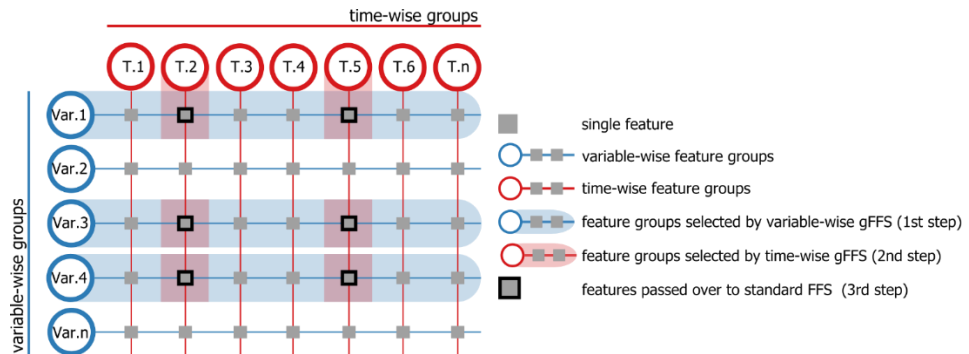 time-wise groups
T.1 T.2 T.3 T.4 T.5 T.6 T.n
variable-wise groups
Var.1
Var.2
Var.3
Var.4
Var.n
single feature
variable-wise feature groups
time-wise feature groups
feature groups selected by variable-wise gFFS (1st step)
feature groups selected by time-wise gFFS (2nd step)
features passed over to standard FFS (3rd step)